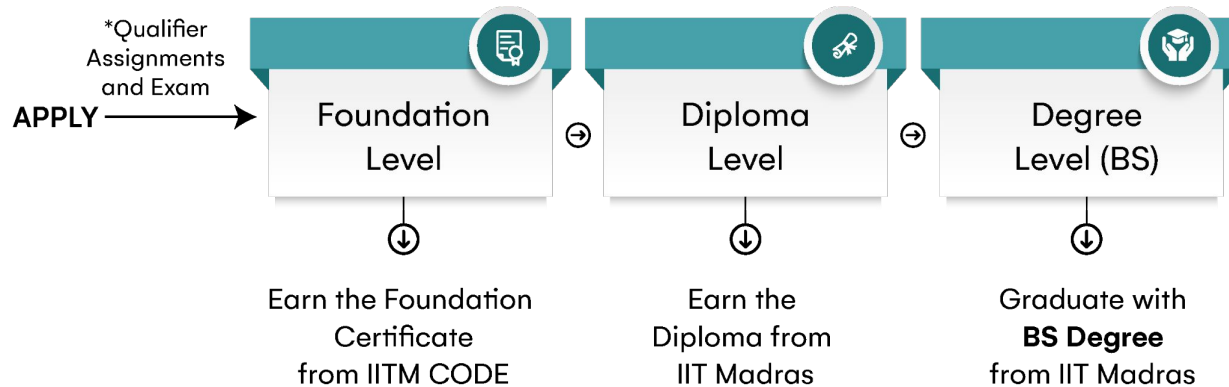 *Qualifier
Assignments
and Exam
APPLY
Foundation
Level
Diploma
Level
Degree
Level (BS)
Earn the Foundation
Certificate
from IITM CODE
Earn the
Diploma from
IIT Madras
Graduate with
BS Degree
from IIT Madras